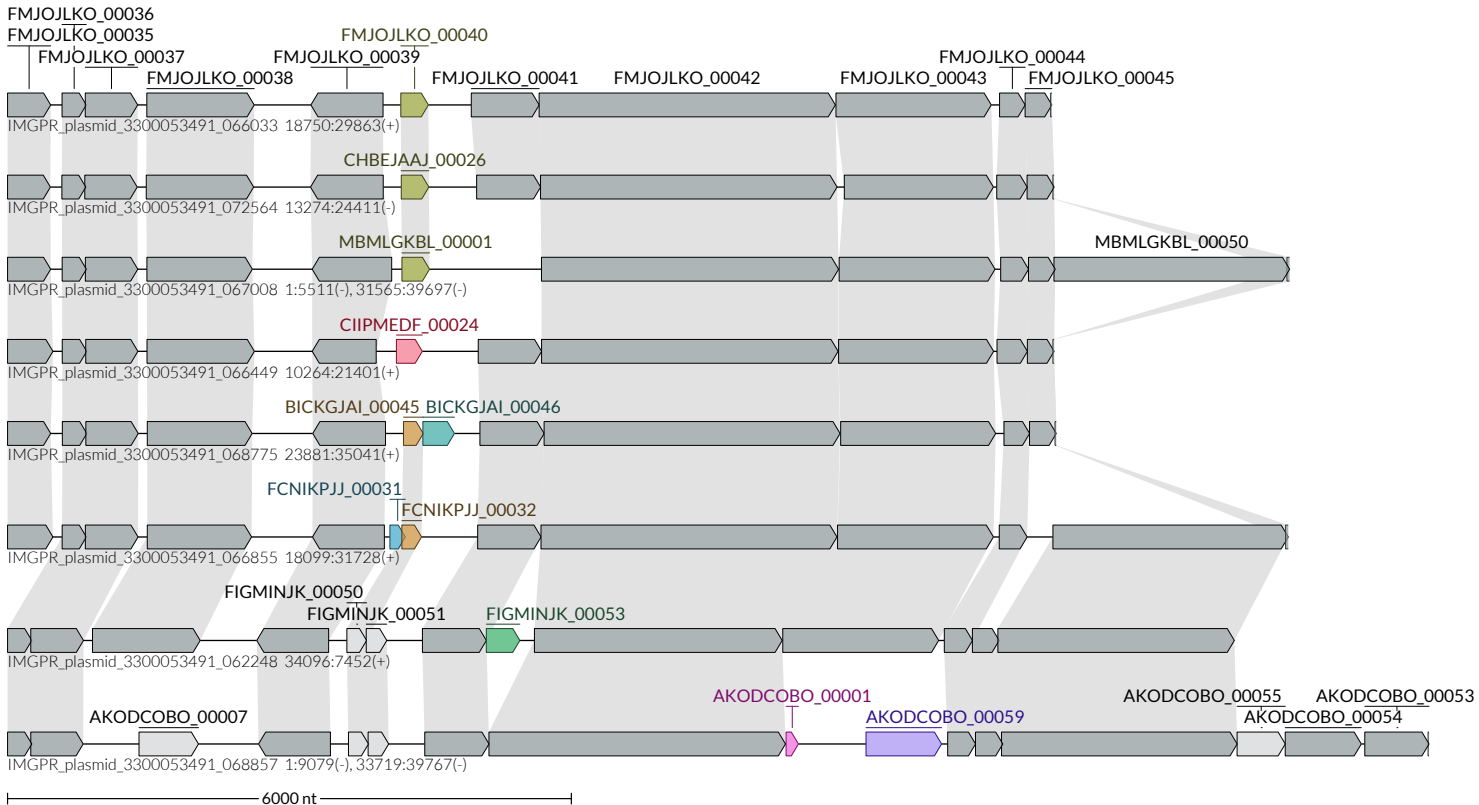 FMJOJLKO_00036
FMJOJLKO_00035
FMJOJLKO_00040
FMJOJLKO_00037
FMJOJLKO_00039
FMJOJLKO_00044
FMJOJLKO_00038
FMJOJLKO_00041
FMJOJLKO_00042
FMJOJLKO_00043
FMJOJLKO_00045
IMGPR_plasmid_3300053491_066033 18750:29863(+)
CHBEJAAJ_00026
IMGPR_plasmid_3300053491_072564 13274:24411(-)
MBMLGKBL_00001
MBMLGKBL_00050
IMGPR_plasmid_3300053491_067008 1:5511(-), 31565:39697(-)
CIIPMEDF_00024
IMGPR_plasmid_3300053491_066449 10264:21401(+)
BICKGJAI_00045 BICKGJAI_00046
IMGPR_plasmid_3300053491_068775 23881:35041(+)
FCNIKPJJ_00031
FCNIKPJJ_00032
IMGPR_plasmid_3300053491_066855 18099:31728(+)
FIGMINJK_00050
FIGMINJK_00051
FIGMINJK_00053
IMGPR_plasmid_3300053491_062248 34096:7452(+)
AKODCOBO_00001
AKODCOBO_00055
AKODCOBO_00053
AKODCOBO_00007
AKODCOBO_00059
AKODCOBO_00054
IMGPR_plasmid_3300053491_068857 1:9079(-), 33719:39767(-)
6000 nt